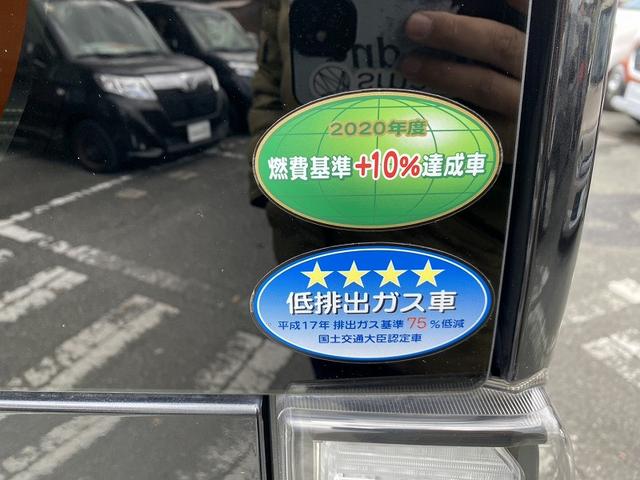 2020年度
燃費基準+10%達成車
★★★★
低排出ガス車
平成17年 排出ガス基準 75%低減
国土交通大臣認定車